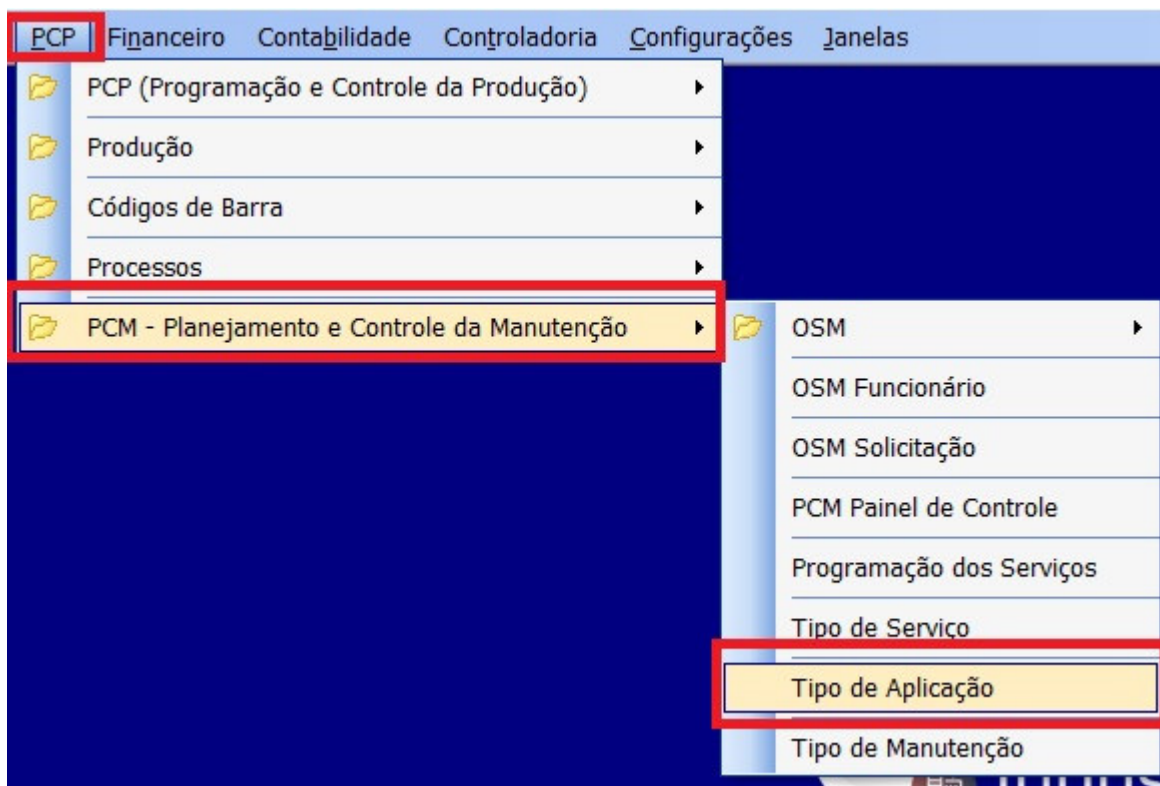 PCP Financeiro Contabilidade Controladoria Configurações Janelas
PCP (Programação e Controle da Produção)
Produção
Códigos de Barra
Processos
PCM - Planejamento e Controle da Manutenção
OSM
OSM Funcionário
OSM Solicitação
PCM Painel de Controle
Programação dos Serviços
Tipo de Serviço
Tipo de Aplicação
Tipo de Manutenção